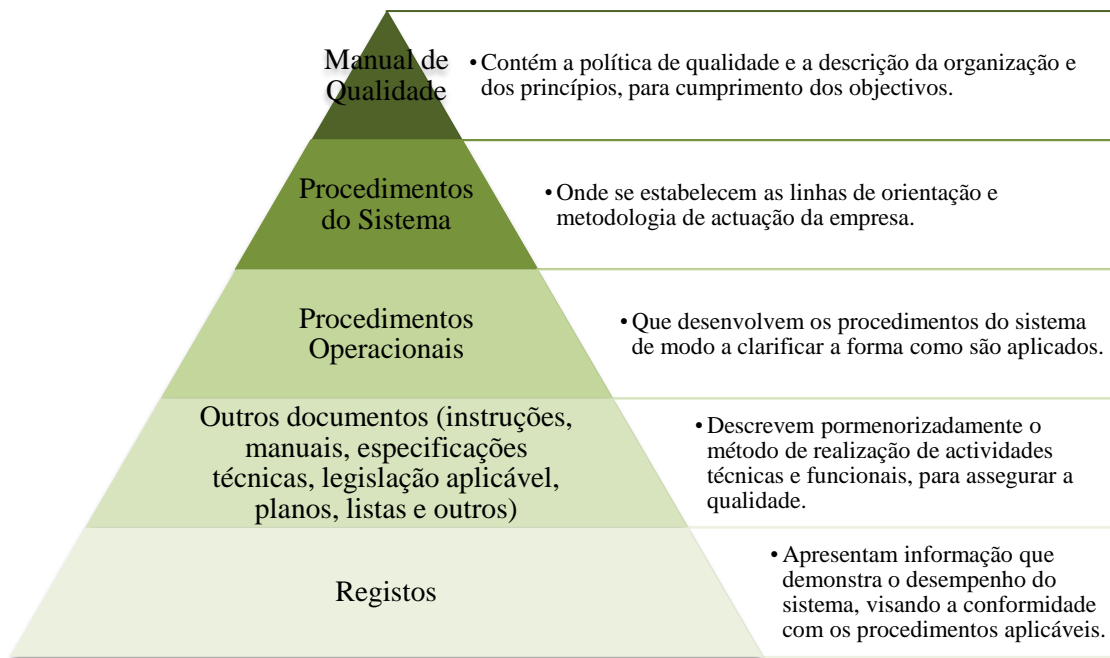 Manual de
Qualidade
• Contém a política de qualidade e a descrição da organização e
dos princípios, para cumprimento dos objectivos.
Procedimentos
do Sistema
• Onde se estabelecem as linhas de orientação e
metodologia de actuação da empresa.
Procedimentos
Operacionais
• Que desenvolvem os procedimentos do sistema
de modo a clarificar a forma como são aplicados.
Outros documentos (instruções,
manuais, especificações
técnicas, legislação aplicável,
planos, listas e outros)
• Descrevem pormenorizadamente o
método de realização de actividades
técnicas e funcionais, para assegurar a
qualidade.
Registos
• Apresentam informação que
demonstra o desempenho do
sistema, visando a conformidade
com os procedimentos aplicáveis.